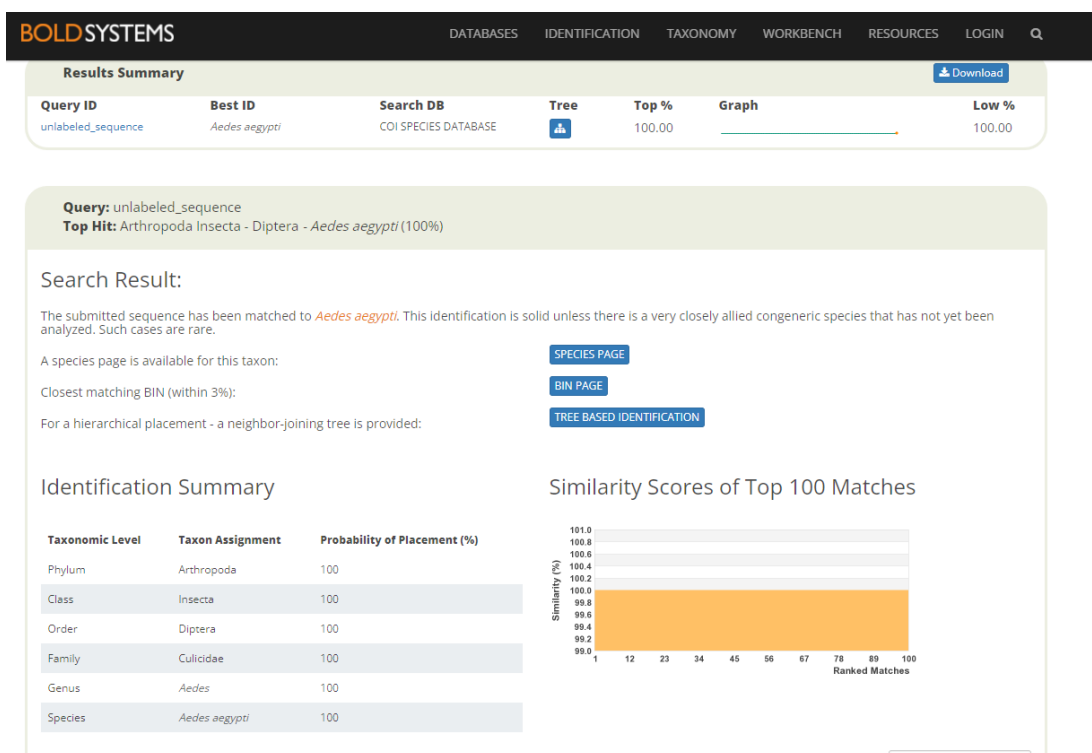 BOLDSYSTEMS DATABASES IDENTIFICATION TAXONOMY WORKBENCH RESOURCES LOGIN
Results Summary Download
Query ID Best ID Search DB Tree Top % Graph Low %
unlabeled_sequence Aedes aegypti COI SPECIES DATABASE 100.00 100.00
Query: unlabeled_sequence
Top Hit: Arthropoda Insecta - Diptera - Aedes aegypti (100%)
Search Result:
The submitted sequence has been matched to Aedes aegypti. This identification is solid unless there is a very closely allied congeneric species that has not yet been
analyzed. Such cases are rare.
A species page is available for this taxon: SPECIES PAGE
Closest matching BIN (within 3%): BIN PAGE
For a hierarchical placement - a neighbor-joining tree is provided: TREE BASED IDENTIFICATION
Identification Summary
Taxonomic Level Taxon Assignment Probability of Placement (%)
Phylum Arthropoda 100
Class Insecta 100
Order Diptera 100
Family Culicidae 100
Genus Aedes 100
Species Aedes aegypti 100
Similarity Scores of Top 100 Matches
Similarity (%)
101.0
100.8
100.6
100.4
100.2
100.0
99.8
99.6
99.4
99.2
99.0
1 12 23 34 45 56 67 78 89 100
Ranked Matches